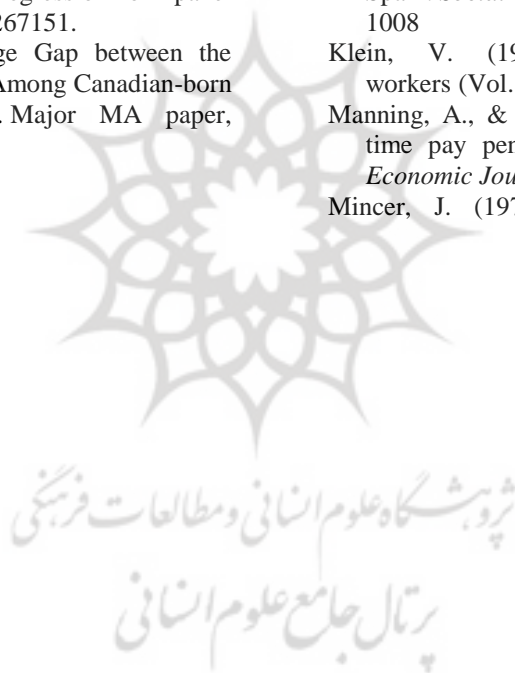 267151.
ge Gap between the
Among Canadian-born
. Major MA paper,
1008
Klein, V. (19
workers (Vol.
Manning, A., &
time pay pen
Economic Jou
Mincer, J. (197
پژوهشگاه علوم انسانی و مطالعات فرهنگی
پرتال جامع علوم انسانی